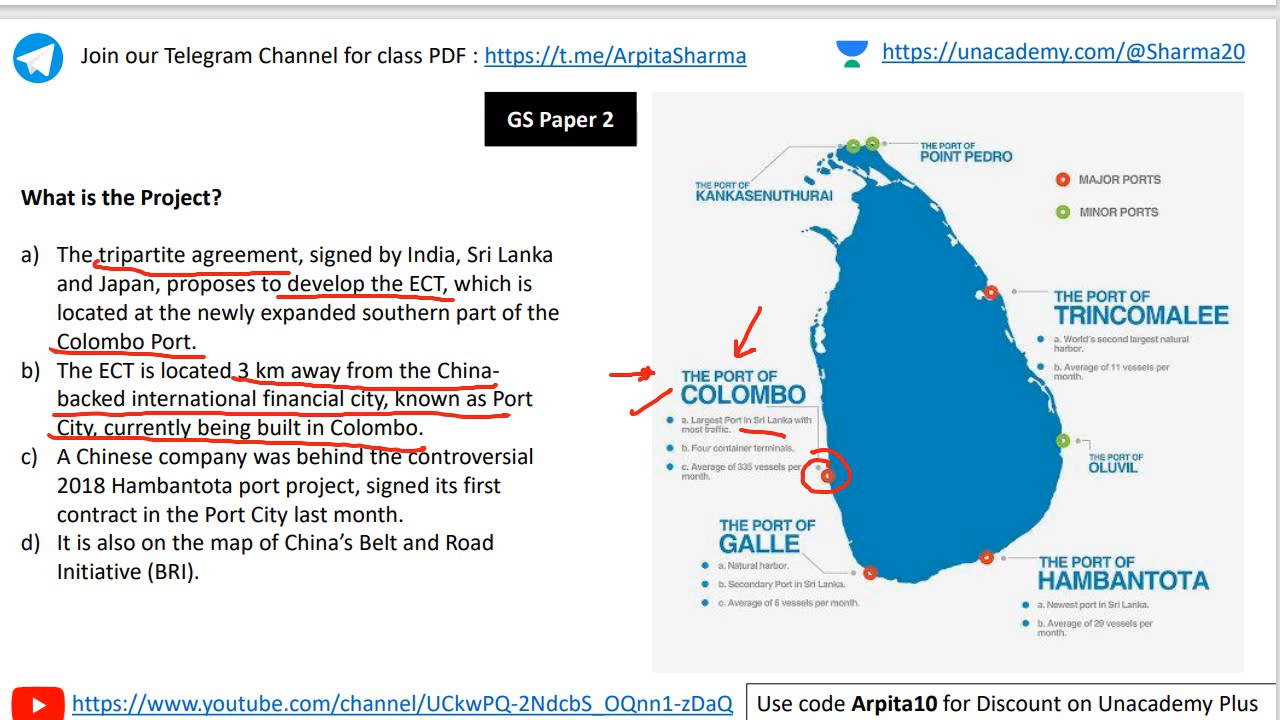 Join our Telegram Channel for class PDF : https://t.me/ArpitaSharma
https://unacademy.com/@Sharma20
GS Paper 2
What is the Project?
a) The tripartite agreement, signed by India, Sri Lanka
and Japan, proposes to develop the ECT, which is
located at the newly expanded southern part of the
Colombo Port.
b) The ECT is located 3 km away from the China-
backed international financial city, known as Port
City, currently being built in Colombo.
c) A Chinese company was behind the controversial
2018 Hambantota port project, signed its first
contract in the Port City last month.
d) It is also on the map of China’s Belt and Road
Initiative (BRI).
THE PORT OF
POINT PEDRO
THE PORT OF
KANKASENUTHURAI
MAJOR PORTS
MINOR PORTS
THE PORT OF
TRINCOMALEE
a. World's second largest natural
harbor.
b. Average of 11 vessels per
month.
THE PORT OF
COLOMBO
a. Largest Port in Sri Lanka with
most traffic.
b. Four container terminals.
c. Average of 335 vessels per
month.
THE PORT OF
OLUVIL
THE PORT OF
GALLE
a. Natural harbor.
b. Secondary Port in Sri Lanka.
c. Average of 6 vessels per month.
THE PORT OF
HAMBANTOTA
a. Newest port in Sri Lanka.
b. Average of 29 vessels per
month.
https://www.youtube.com/channel/UCkwPQ-2NdcbS_OQnn1-zDaQ
Use code Arpita10 for Discount on Unacademy Plus